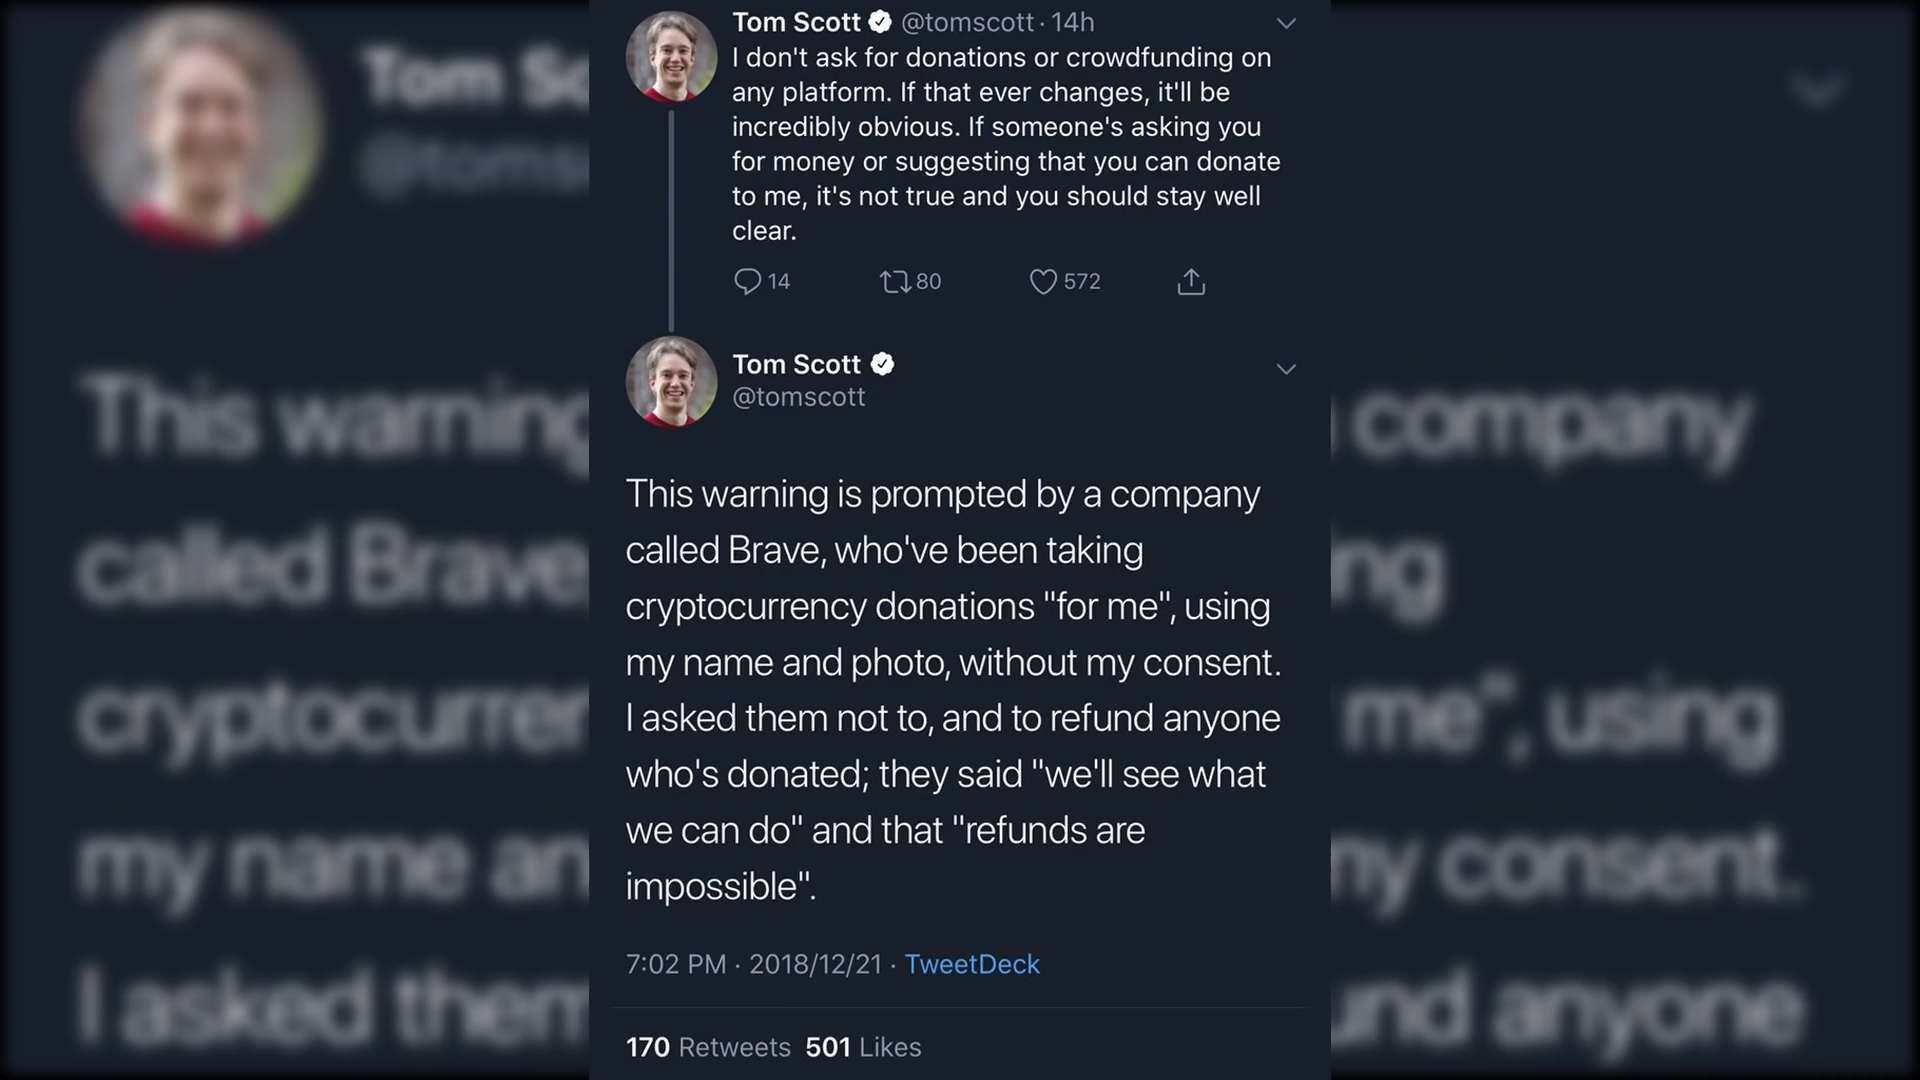 Tom Scott @tomscott · 14h
I don't ask for donations or crowdfunding on
any platform. If that ever changes, it'll be
incredibly obvious. If someone's asking you
for money or suggesting that you can donate
to me, it's not true and you should stay well
clear.
14 80 572
Tom Scott
@tomscott
This warning is prompted by a company
called Brave, who've been taking
cryptocurrency donations "for me", using
my name and photo, without my consent.
I asked them not to, and to refund anyone
who's donated; they said "we'll see what
we can do" and that "refunds are
impossible".
7:02 PM · 2018/12/21 · TweetDeck
170 Retweets 501 Likes